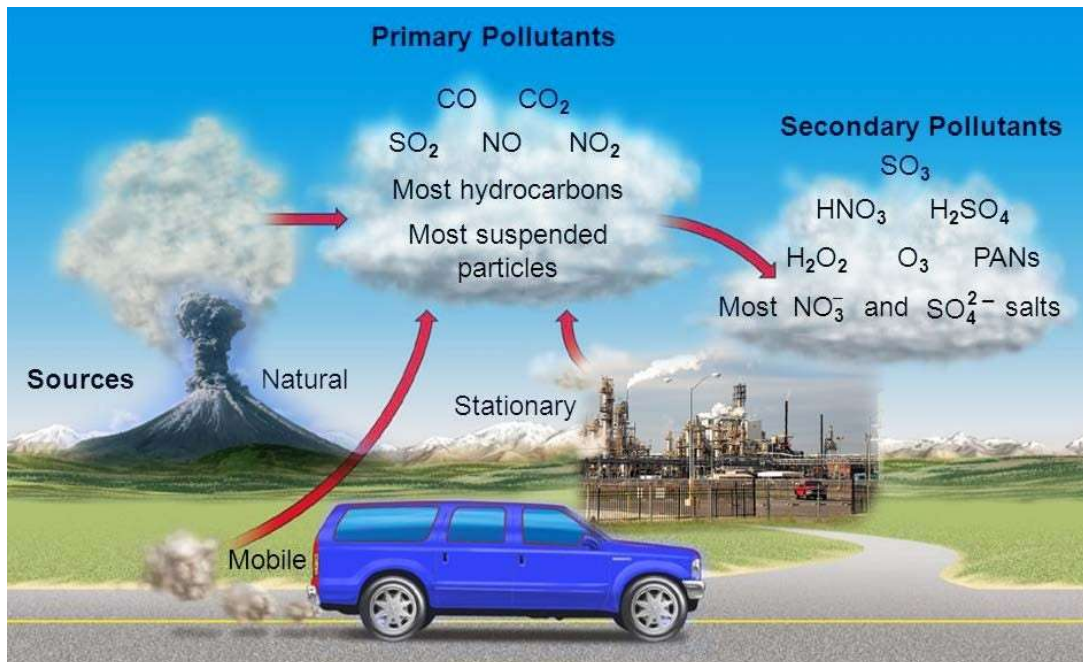 Primary Pollutants
CO CO₂
SO₂ NO NO₂
Most hydrocarbons
Most suspended
particles
Secondary Pollutants
SO₃
HNO₃ H₂SO₄
H₂O₂ O₃ PANs
Most NO₃⁻ and SO₄²⁻ salts
Sources
Natural
Stationary
Mobile